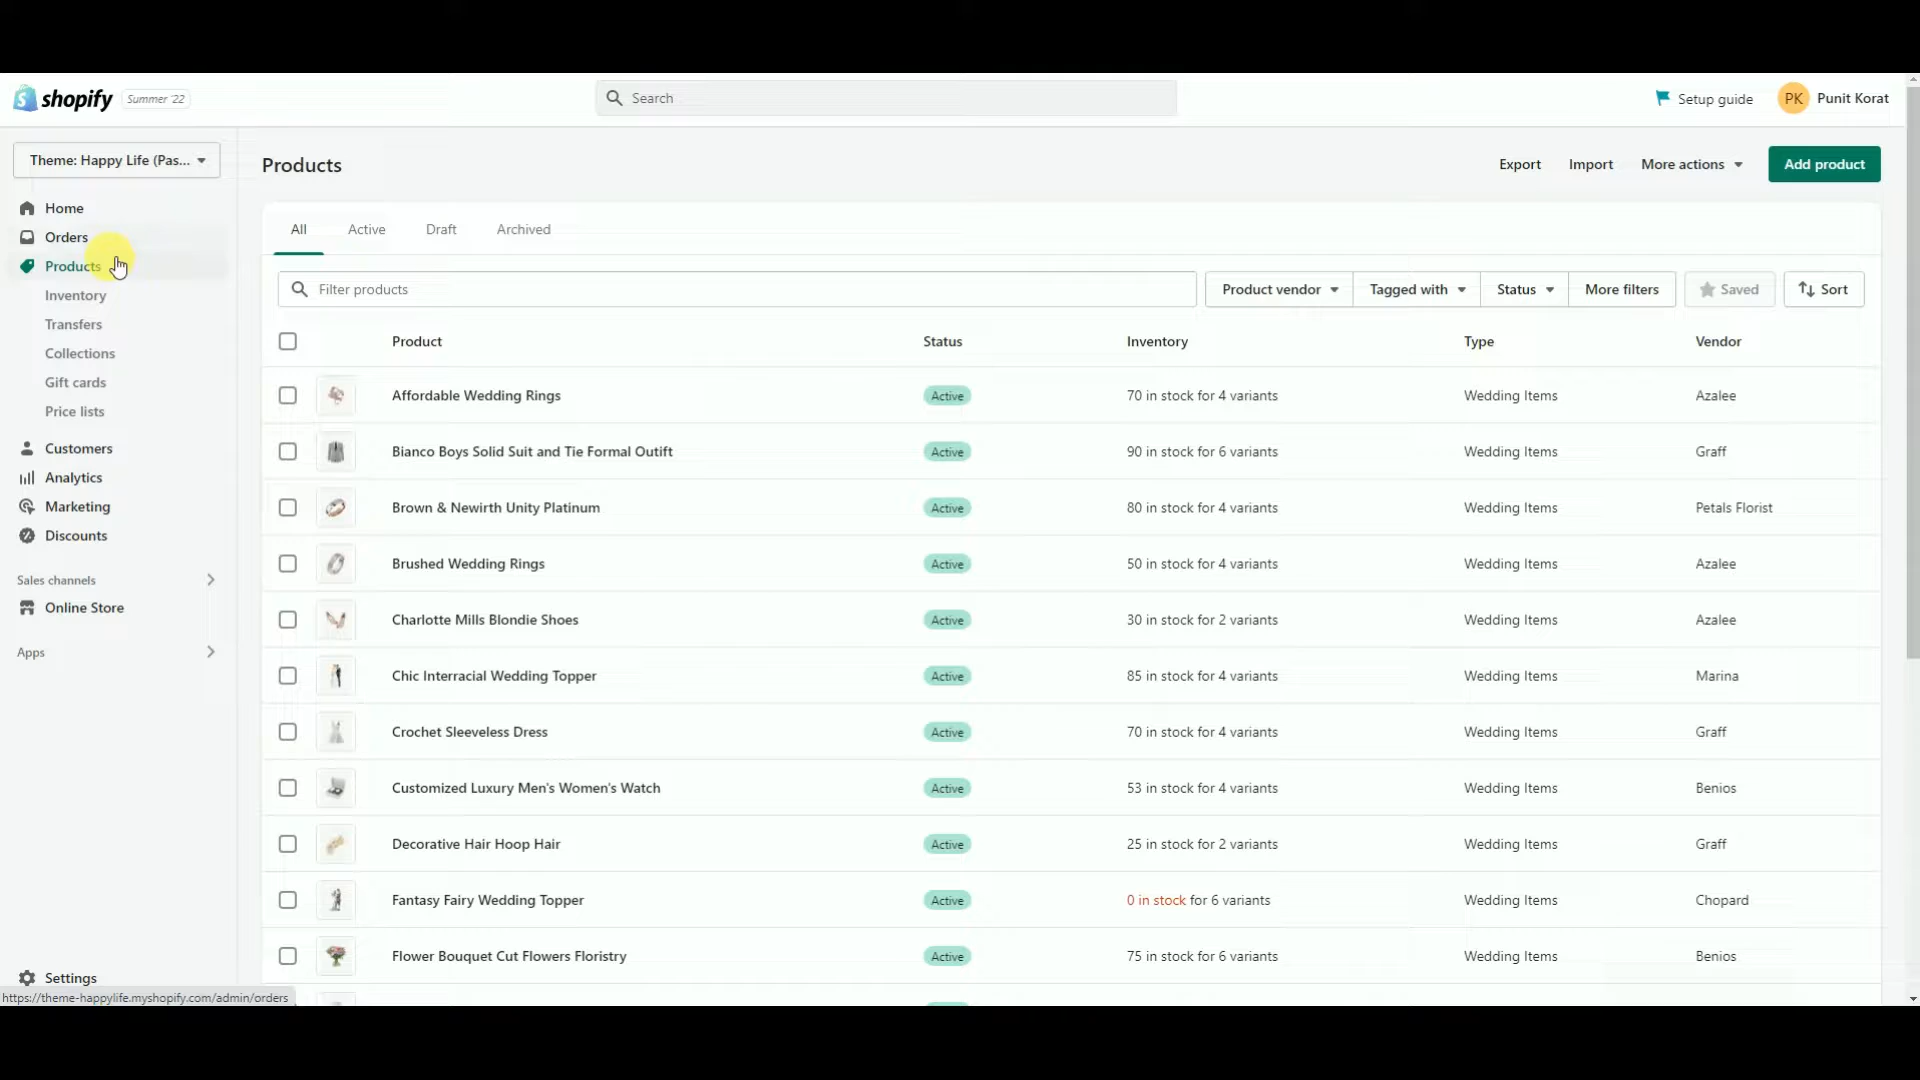 shopify Summer '22
Search
Setup guide
PK Punit Korat
Theme: Happy Life (Pas...
Home
Orders
Products
Inventory
Transfers
Collections
Gift cards
Price lists
Customers
Analytics
Marketing
Discounts
Sales channels
Online Store
Apps
Settings
https://theme-happylife.myshopify.com/admin/orders
Products
Export Import More actions Add product
All Active Draft Archived
Filter products Product vendor Tagged with Status More filters Saved Sort
Product Status Inventory Type Vendor
Affordable Wedding Rings Active 70 in stock for 4 variants Wedding Items Azalee
Bianco Boys Solid Suit and Tie Formal Outift Active 90 in stock for 6 variants Wedding Items Graff
Brown & Newirth Unity Platinum Active 80 in stock for 4 variants Wedding Items Petals Florist
Brushed Wedding Rings Active 50 in stock for 4 variants Wedding Items Azalee
Charlotte Mills Blondie Shoes Active 30 in stock for 2 variants Wedding Items Azalee
Chic Interracial Wedding Topper Active 85 in stock for 4 variants Wedding Items Marina
Crochet Sleeveless Dress Active 70 in stock for 4 variants Wedding Items Graff
Customized Luxury Men's Women's Watch Active 53 in stock for 4 variants Wedding Items Benios
Decorative Hair Hoop Hair Active 25 in stock for 2 variants Wedding Items Graff
Fantasy Fairy Wedding Topper Active 0 in stock for 6 variants Wedding Items Chopard
Flower Bouquet Cut Flowers Floristry Active 75 in stock for 6 variants Wedding Items Benios